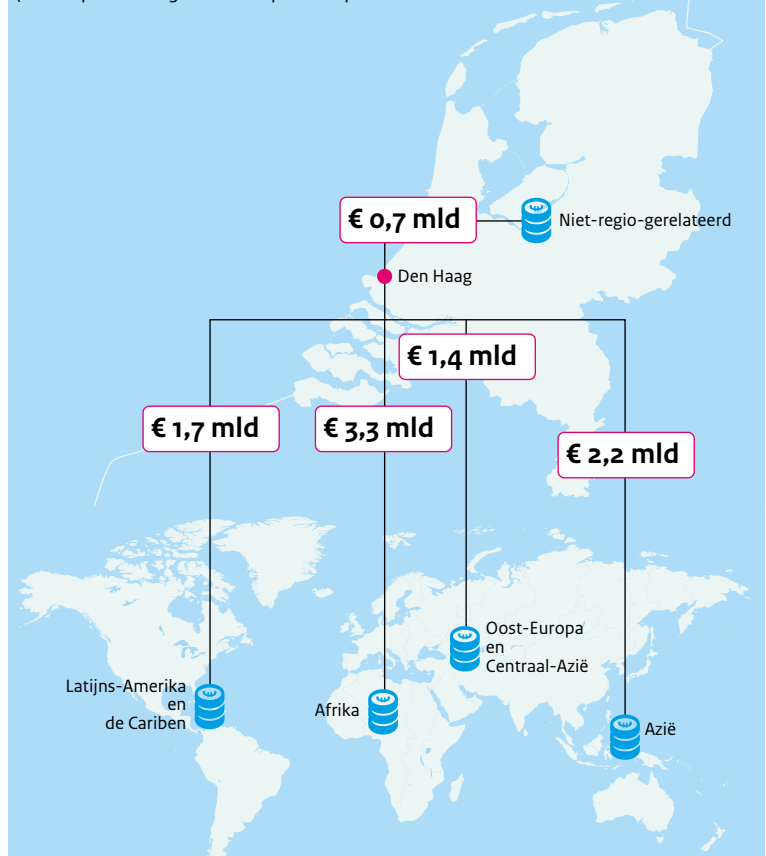 € 0,7 mld
Niet-regio-gerelateerd
Den Haag
€ 1,4 mld
€ 1,7 mld
€ 3,3 mld
€ 2,2 mld
Oost-Europa
en
Centraal-Azië
Latijns-Amerika
en
de Cariben
Afrika
Azië